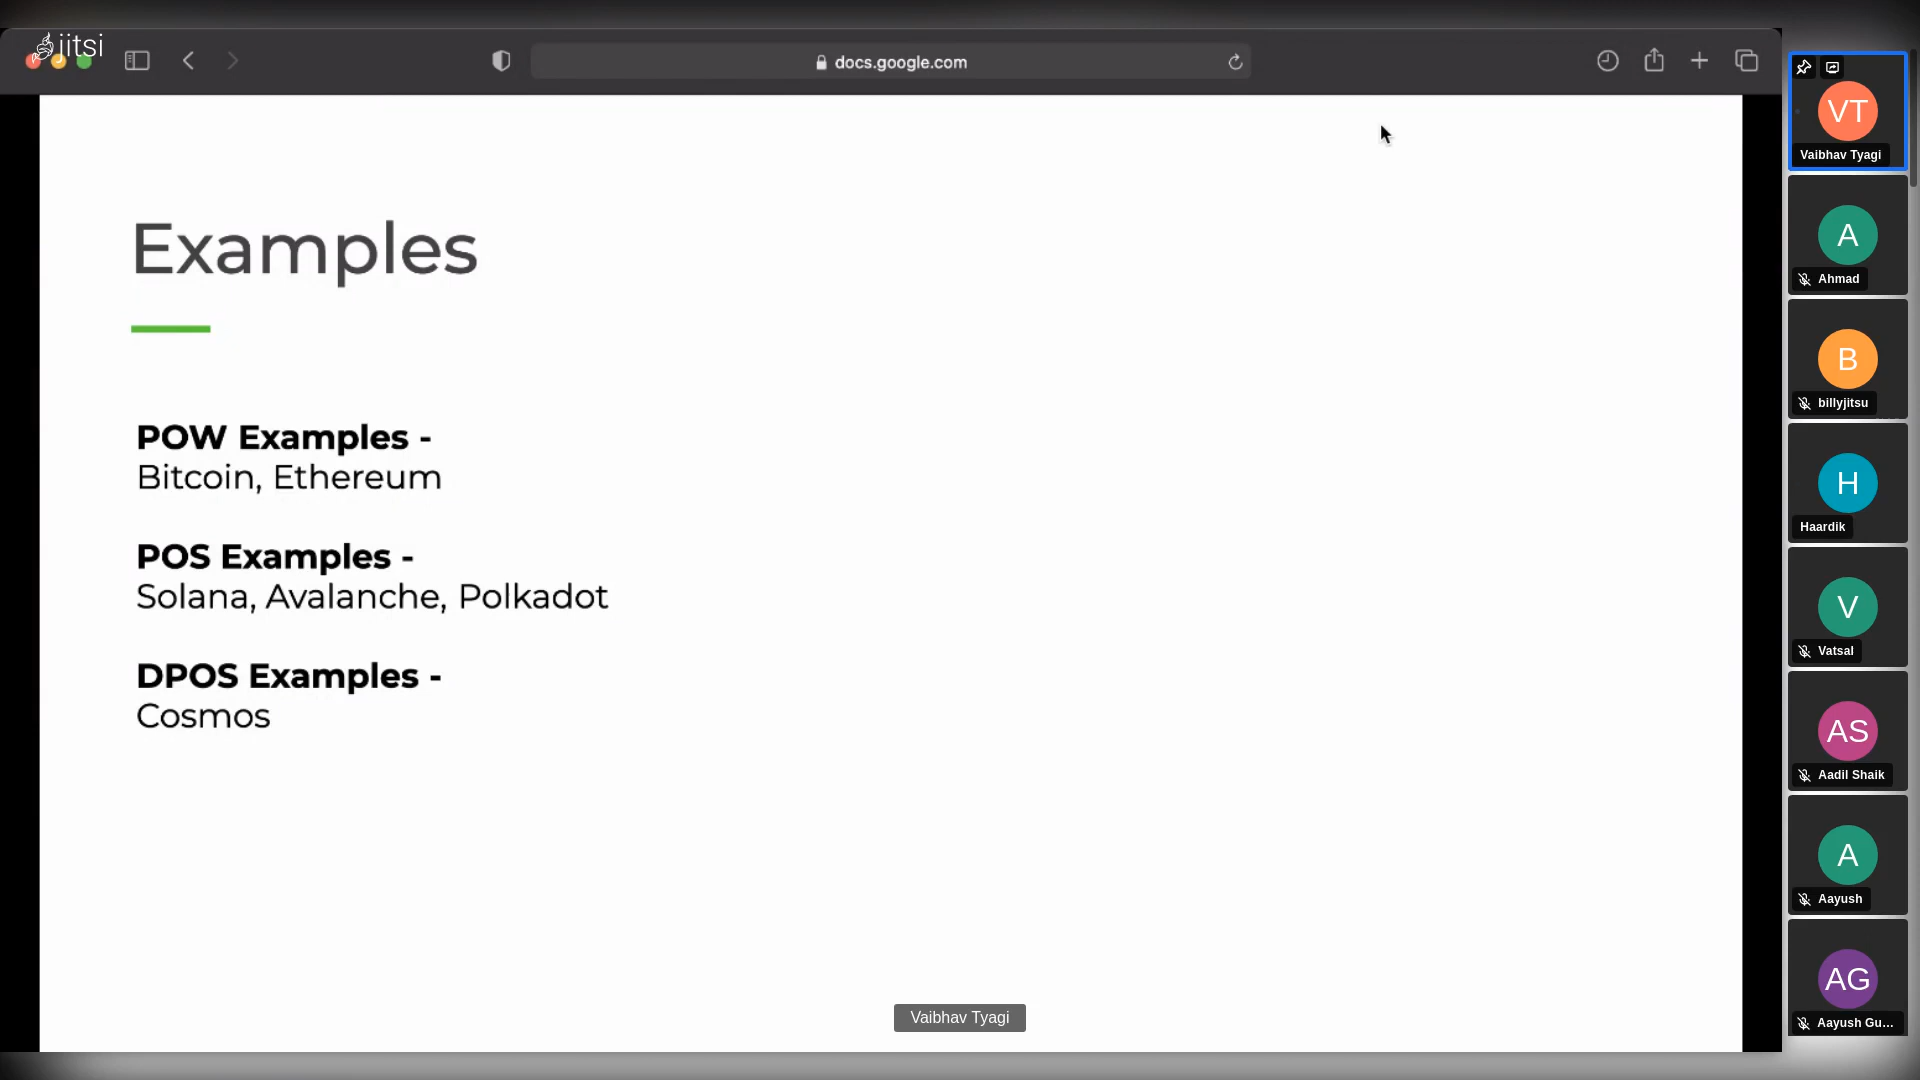 jitsi
docs.google.com
Examples
POW Examples -
Bitcoin, Ethereum
POS Examples -
Solana, Avalanche, Polkadot
DPOS Examples -
Cosmos
Vaibhav Tyagi
VT
Vaibhav Tyagi
A
Ahmad
B
billyjitsu
H
Haardik
V
Vatsal
AS
Aadil Shaik
A
Aayush
AG
Aayush Gu...